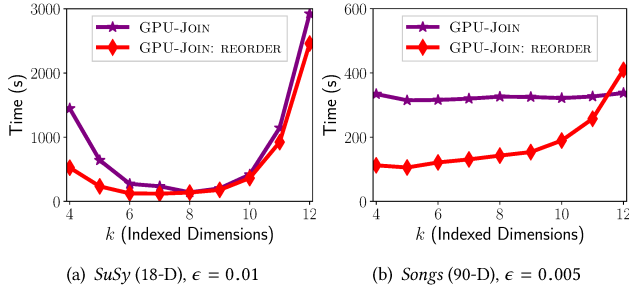 GPU-JOIN
GPU-JOIN: REORDER
3000
2000
1000
0
Time (s)
4
6
8
10
12
k (Indexed Dimensions)
(a) SuSy (18-D), ϵ = 0.01
GPU-JOIN
GPU-JOIN: REORDER
600
400
200
0
Time (s)
4
6
8
10
12
k (Indexed Dimensions)
(b) Songs (90-D), ϵ = 0.005